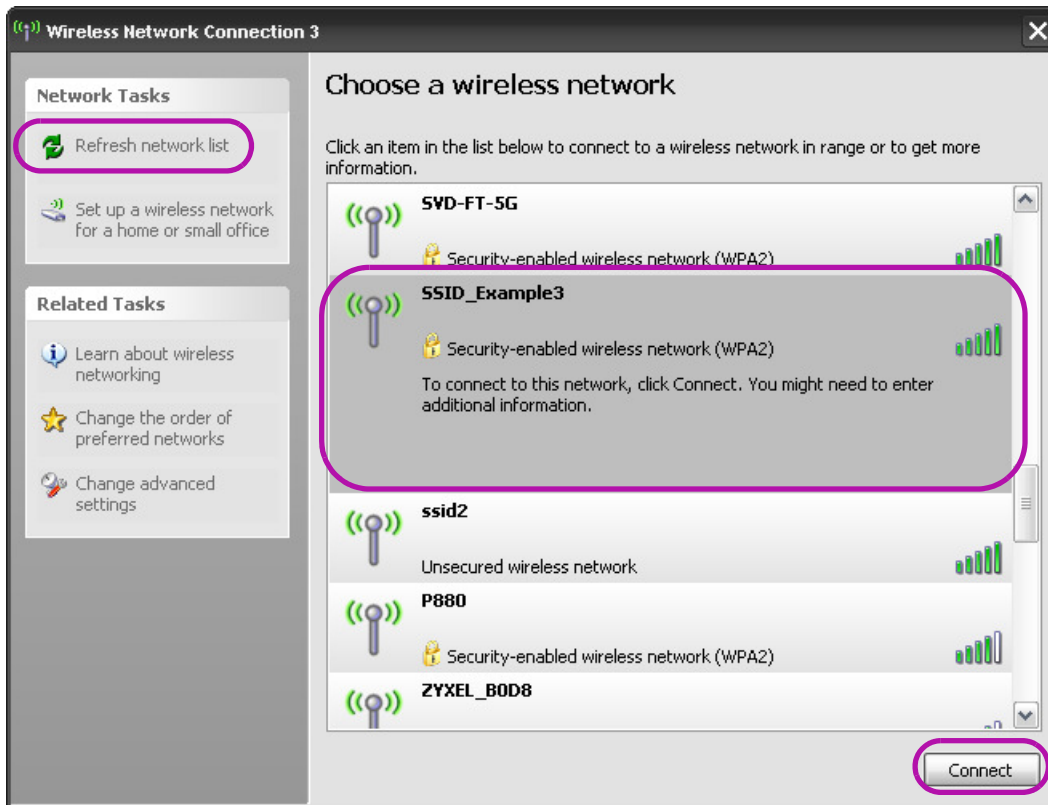 Wireless Network Connection 3
Network Tasks
Refresh network list
Set up a wireless network
for a home or small office
Related Tasks
Learn about wireless
networking
Change the order of
preferred networks
Change advanced
settings
Choose a wireless network
Click an item in the list below to connect to a wireless network in range or to get more
information.
SVD-FT-5G
Security-enabled wireless network (WPA2)
SSID_Example3
Security-enabled wireless network (WPA2)
To connect to this network, click Connect. You might need to enter
additional information.
ssid2
Unsecured wireless network
P880
Security-enabled wireless network (WPA2)
ZYXEL_B0D8
Connect